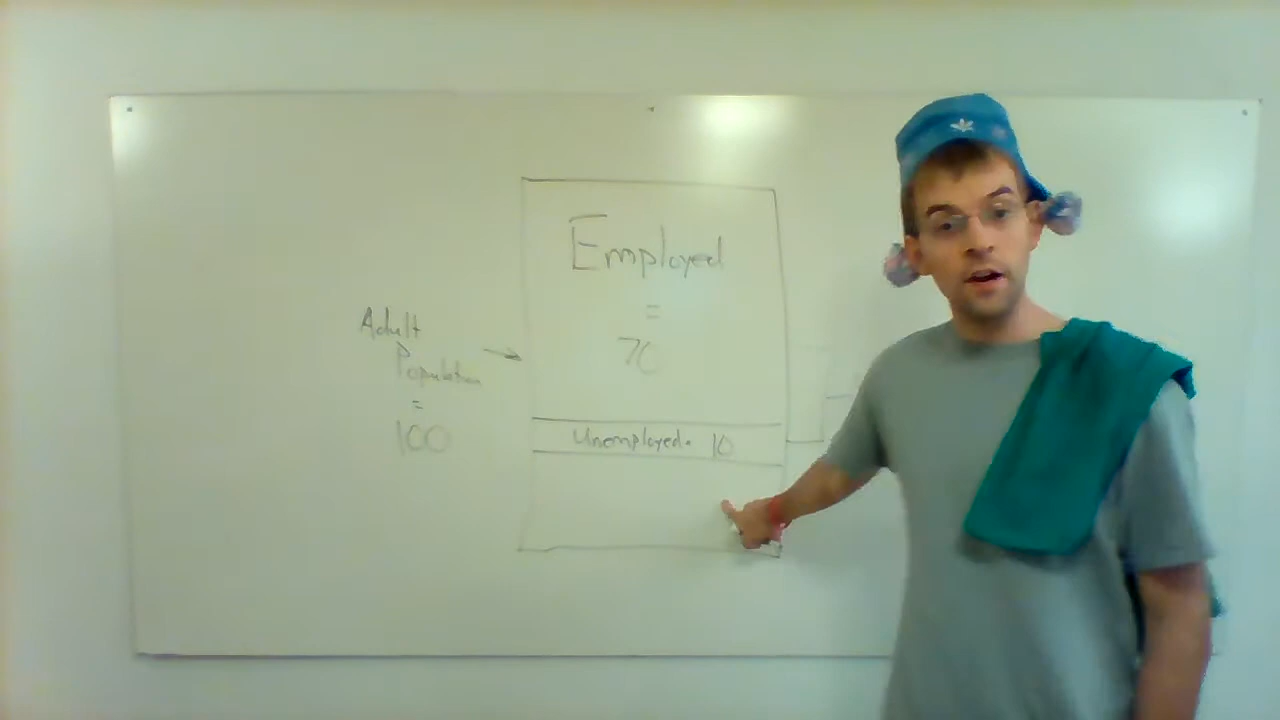 Adult
Population
=
100
Employed
=
70
Unemployed = 10